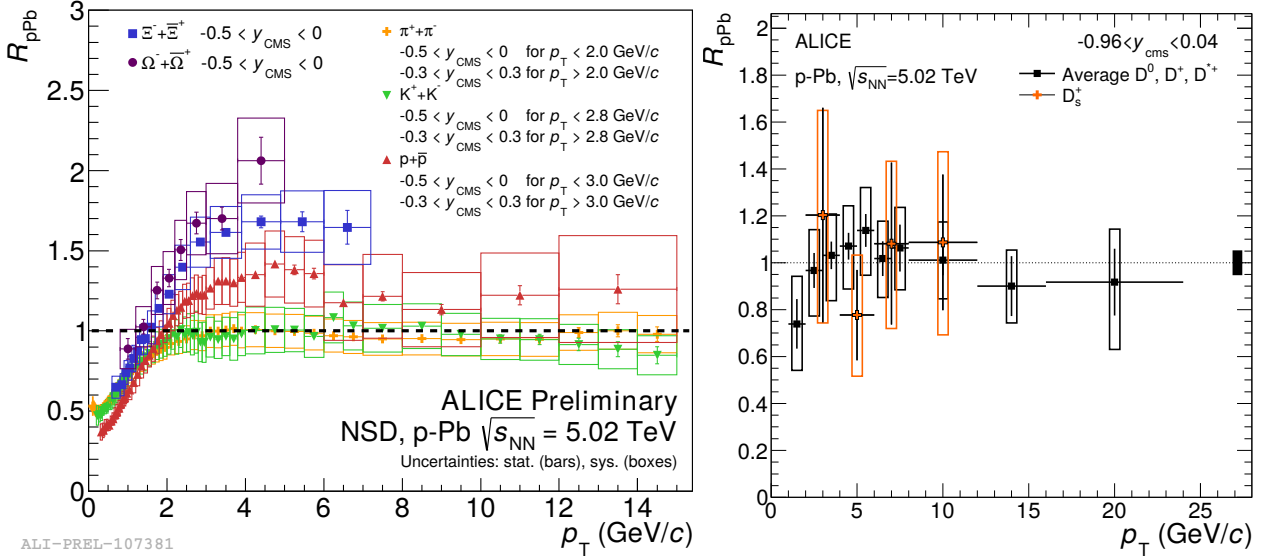 R_pPb
3
2.5
2
1.5
1
0.5
0
Ξ⁻+Ξ̅⁺ -0.5 < y_CMS < 0
Ω⁻+Ω̅⁺ -0.5 < y_CMS < 0
π⁺+π⁻
-0.5 < y_CMS < 0 for p_T < 2.0 GeV/c
-0.3 < y_CMS < 0.3 for p_T > 2.0 GeV/c
K⁺+K⁻
-0.5 < y_CMS < 0 for p_T < 2.8 GeV/c
-0.3 < y_CMS < 0.3 for p_T > 2.8 GeV/c
p+p̅
-0.5 < y_CMS < 0 for p_T < 3.0 GeV/c
-0.3 < y_CMS < 0.3 for p_T > 3.0 GeV/c
ALICE Preliminary
NSD, p-Pb √s_NN = 5.02 TeV
Uncertainties: stat. (bars), sys. (boxes)
0 2 4 6 8 10 12 14
p_T (GeV/c)
ALI-PREL-107381
R_pPb
2
1.8
1.6
1.4
1.2
1
0.8
0.6
0.4
0.2
0
ALICE
-0.96<y_cms<0.04
p-Pb, √s_NN=5.02 TeV
Average D⁰, D⁺, D*⁺
D_s⁺
0 5 10 15 20 25
p_T (GeV/c)